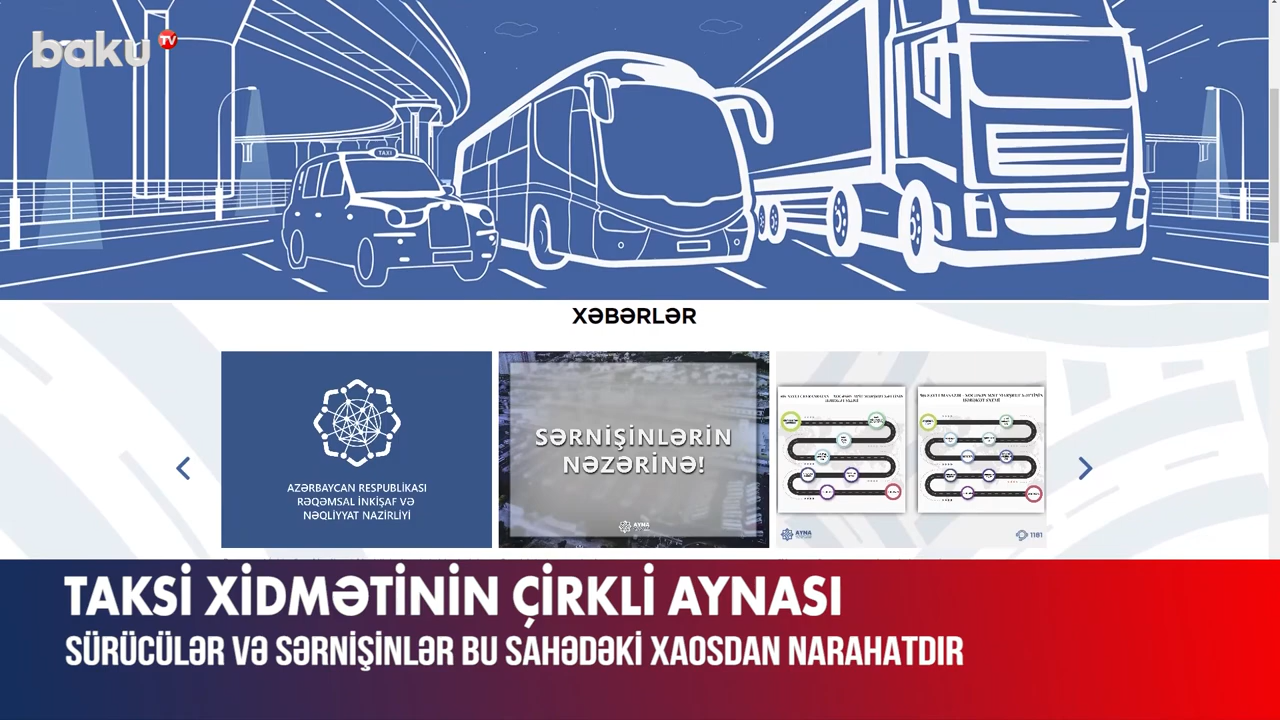 baku TV
TAXI
XƏBƏRLƏR
AZƏRBAYCAN RESPUBLİKASI
RƏQƏMSAL İNKİŞAF VƏ
NƏQLİYYAT NAZİRLİYİ
SƏRNİŞİNLƏRİN
NƏZƏRİNƏ!
AYNA
AYNA
1181
TAKSİ XİDMƏTİNİN ÇİRKLİ AYNASI
SÜRÜCÜLƏR VƏ SƏRNİŞİNLƏR BU SAHƏDƏKİ XAOSDAN NARAHATDIR